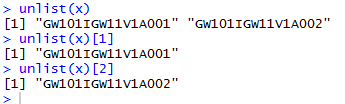 > unlist(x)
[1] "GW101IGW11V1A001" "GW101IGW11V1A002"
> unlist(x)[1]
[1] "GW101IGW11V1A001"
> unlist(x)[2]
[1] "GW101IGW11V1A002"
>